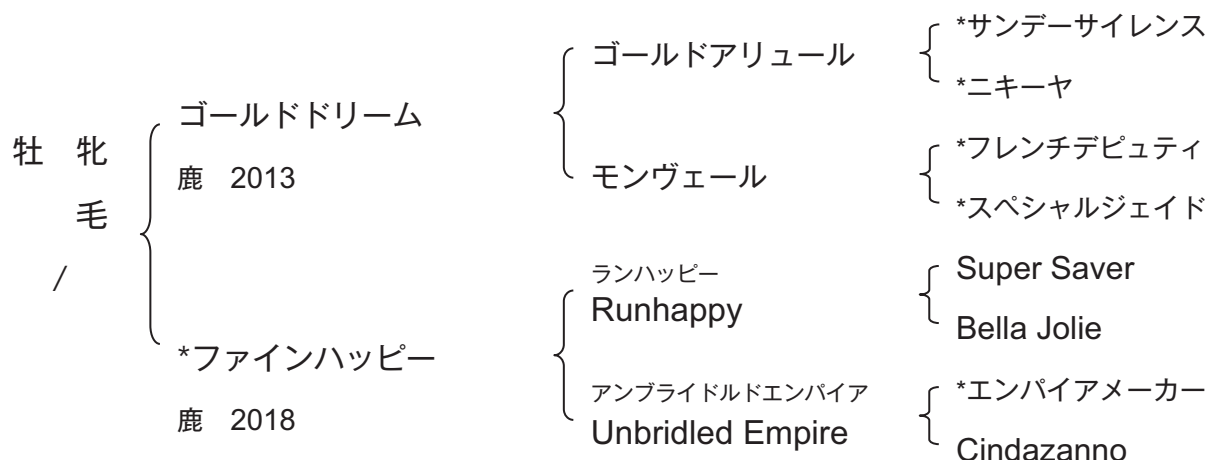 牡 牝
毛
/
ゴールドドリーム
鹿 2013
*ファインハッピー
鹿 2018
ゴールドアリュール
モンヴェール
ランハッピー
Runhappy
アンブライドルドエンパイア
Unbridled Empire
*サンデーサイレンス
*ニキーヤ
*フレンチデピュティ
*スペシャルジェイド
Super Saver
Bella Jolie
*エンパイアメーカー
Cindazanno